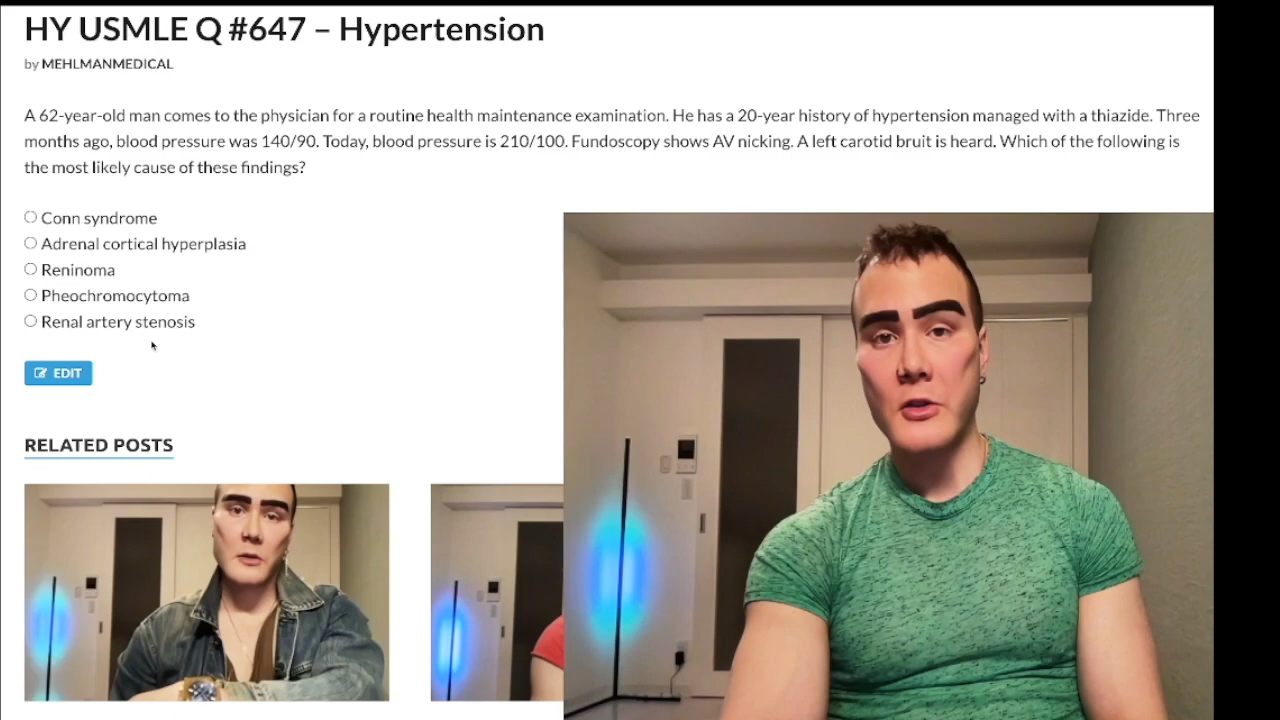 HY USMLE Q #647 – Hypertension
by MEHLMANMEDICAL
A 62-year-old man comes to the physician for a routine health maintenance examination. He has a 20-year history of hypertension managed with a thiazide. Three
months ago, blood pressure was 140/90. Today, blood pressure is 210/100. Fundoscopy shows AV nicking. A left carotid bruit is heard. Which of the following is
the most likely cause of these findings?
Conn syndrome
Adrenal cortical hyperplasia
Reninoma
Pheochromocytoma
Renal artery stenosis
EDIT
RELATED POSTS